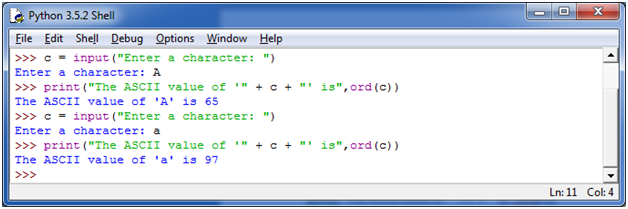 Python 3.5.2 Shell
File Edit Shell Debug Options Window Help
>>> c = input("Enter a character: ")
Enter a character: A
>>> print("The ASCII value of '" + c + "' is",ord(c))
The ASCII value of 'A' is 65
>>> c = input("Enter a character: ")
Enter a character: a
>>> print("The ASCII value of '" + c + "' is",ord(c))
The ASCII value of 'a' is 97
>>>
Ln: 11 Col: 4